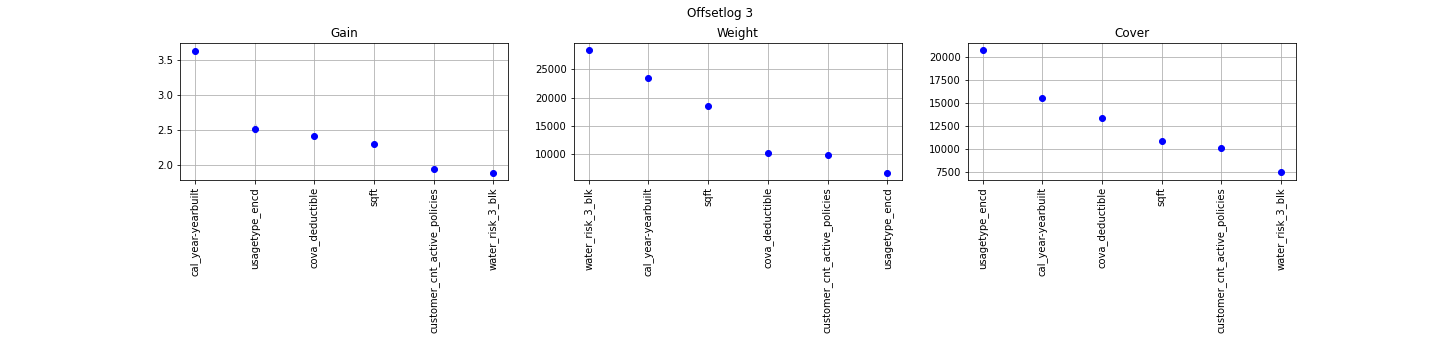 Offsetlog 3
Gain
3.5
3.0
2.5
2.0
cal_year-yearbuilt
usagetype_encd
cova_deductible
sqft
customer_cnt_active_policies
water_risk_3_blk
Weight
25000
20000
15000
10000
water_risk_3_blk
cal_year-yearbuilt
sqft
cova_deductible
customer_cnt_active_policies
usagetype_encd
Cover
20000
17500
15000
12500
10000
7500
usagetype_encd
cal_year-yearbuilt
cova_deductible
sqft
customer_cnt_active_policies
water_risk_3_blk